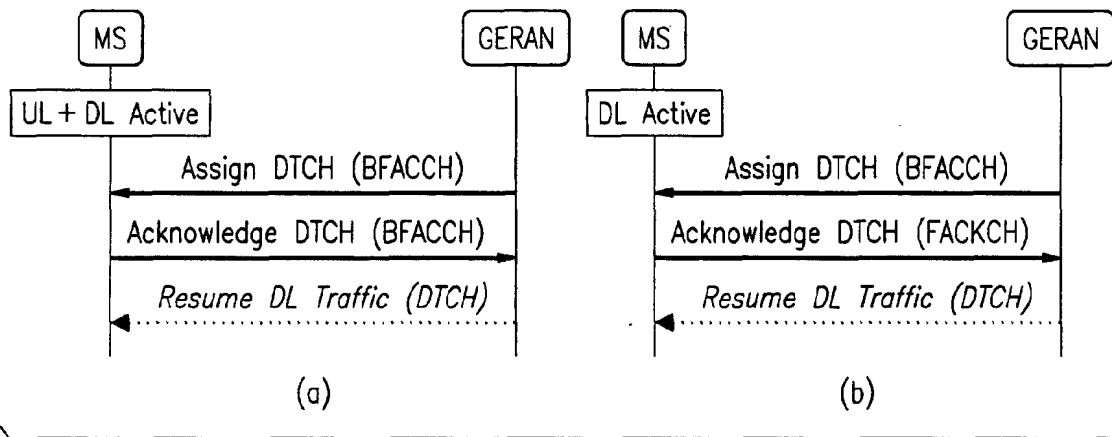 MS GERAN MS GERAN
UL + DL Active DL Active
Assign DTCH (BFACCH) Assign DTCH (BFACCH)
Acknowledge DTCH (BFACCH) Acknowledge DTCH (FACKCH)
Resume DL Traffic (DTCH) Resume DL Traffic (DTCH)
(a) (b)